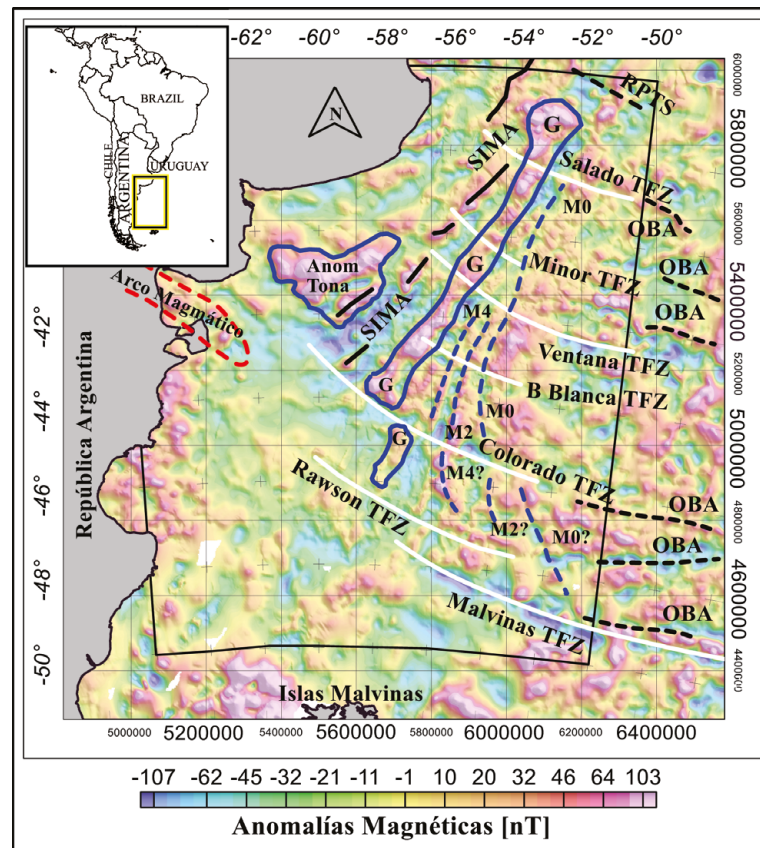 -62° -60° -58° -56° -54° -52° -50°
BRAZIL
CHILE
ARGENTINA
URUGUAY
N
6000000
5800000
5600000
5400000
5200000
5000000
4800000
4600000
4400000
RPTS
G
SIMA
Salado TFZ
M0
OBA
Anom
Tona
G
Minor TFZ
OBA
Arco Magmático
-42°
M4
OBA
SIMA
Ventana TFZ
G
B Blanca TFZ
M0
-44°
República Argentina
G
M2
Colorado TFZ
M4?
-46°
Rawson TFZ
OBA
M2?
M0?
OBA
-48°
Malvinas TFZ
OBA
-50°
Islas Malvinas
5000000 5200000 5400000 5600000 5800000 6000000 6200000 6400000
-107 -62 -45 -32 -21 -11 -1 10 20 32 46 64 103
Anomalías Magnéticas [nT]